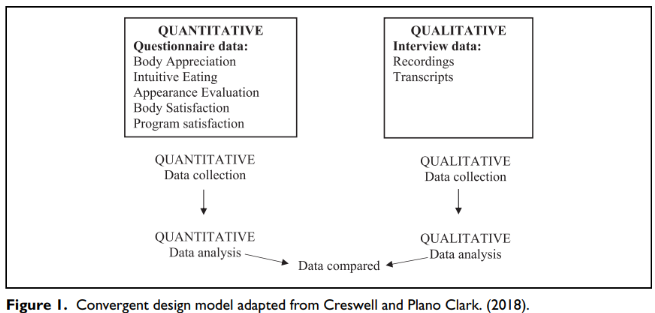 QUANTITATIVE
Questionnaire data:
Body Appreciation
Intuitive Eating
Appearance Evaluation
Body Satisfaction
Program satisfaction
QUALITATIVE
Interview data:
Recordings
Transcripts
QUANTITATIVE
Data collection
QUALITATIVE
Data collection
QUANTITATIVE
Data analysis
QUALITATIVE
Data analysis
Data compared
Figure 1. Convergent design model adapted from Creswell and Plano Clark. (2018).